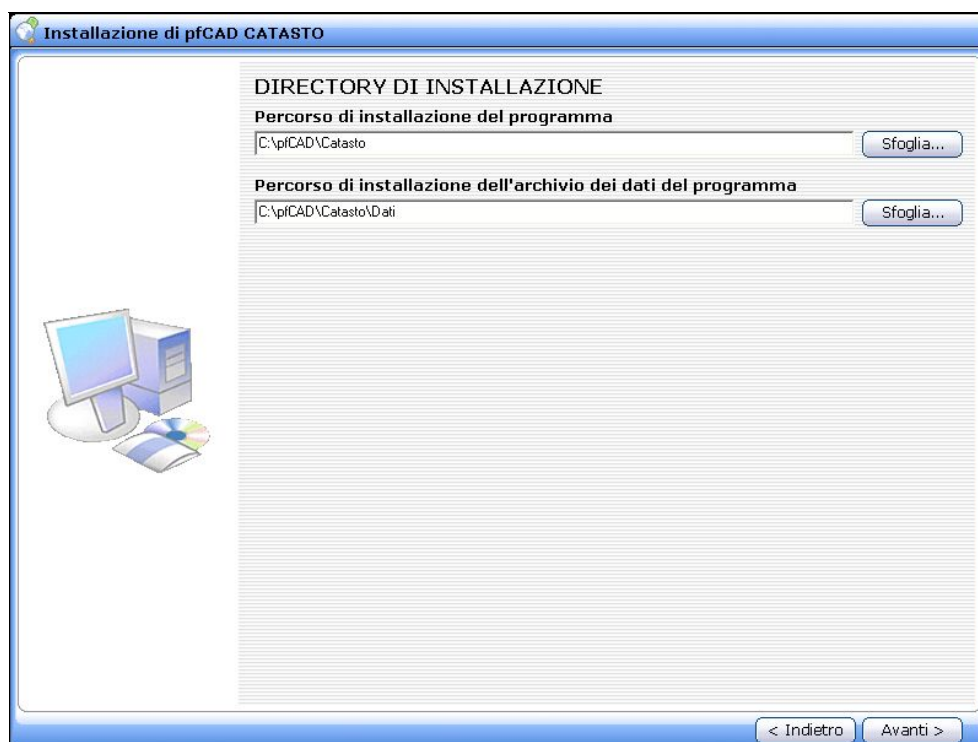 Installazione di pfCAD CATASTO
DIRECTORY DI INSTALLAZIONE
Percorso di installazione del programma
C:\pfCAD\Catasto
Sfoglia...
Percorso di installazione dell'archivio dei dati del programma
C:\pfCAD\Catasto\Dati
Sfoglia...
< Indietro
Avanti >